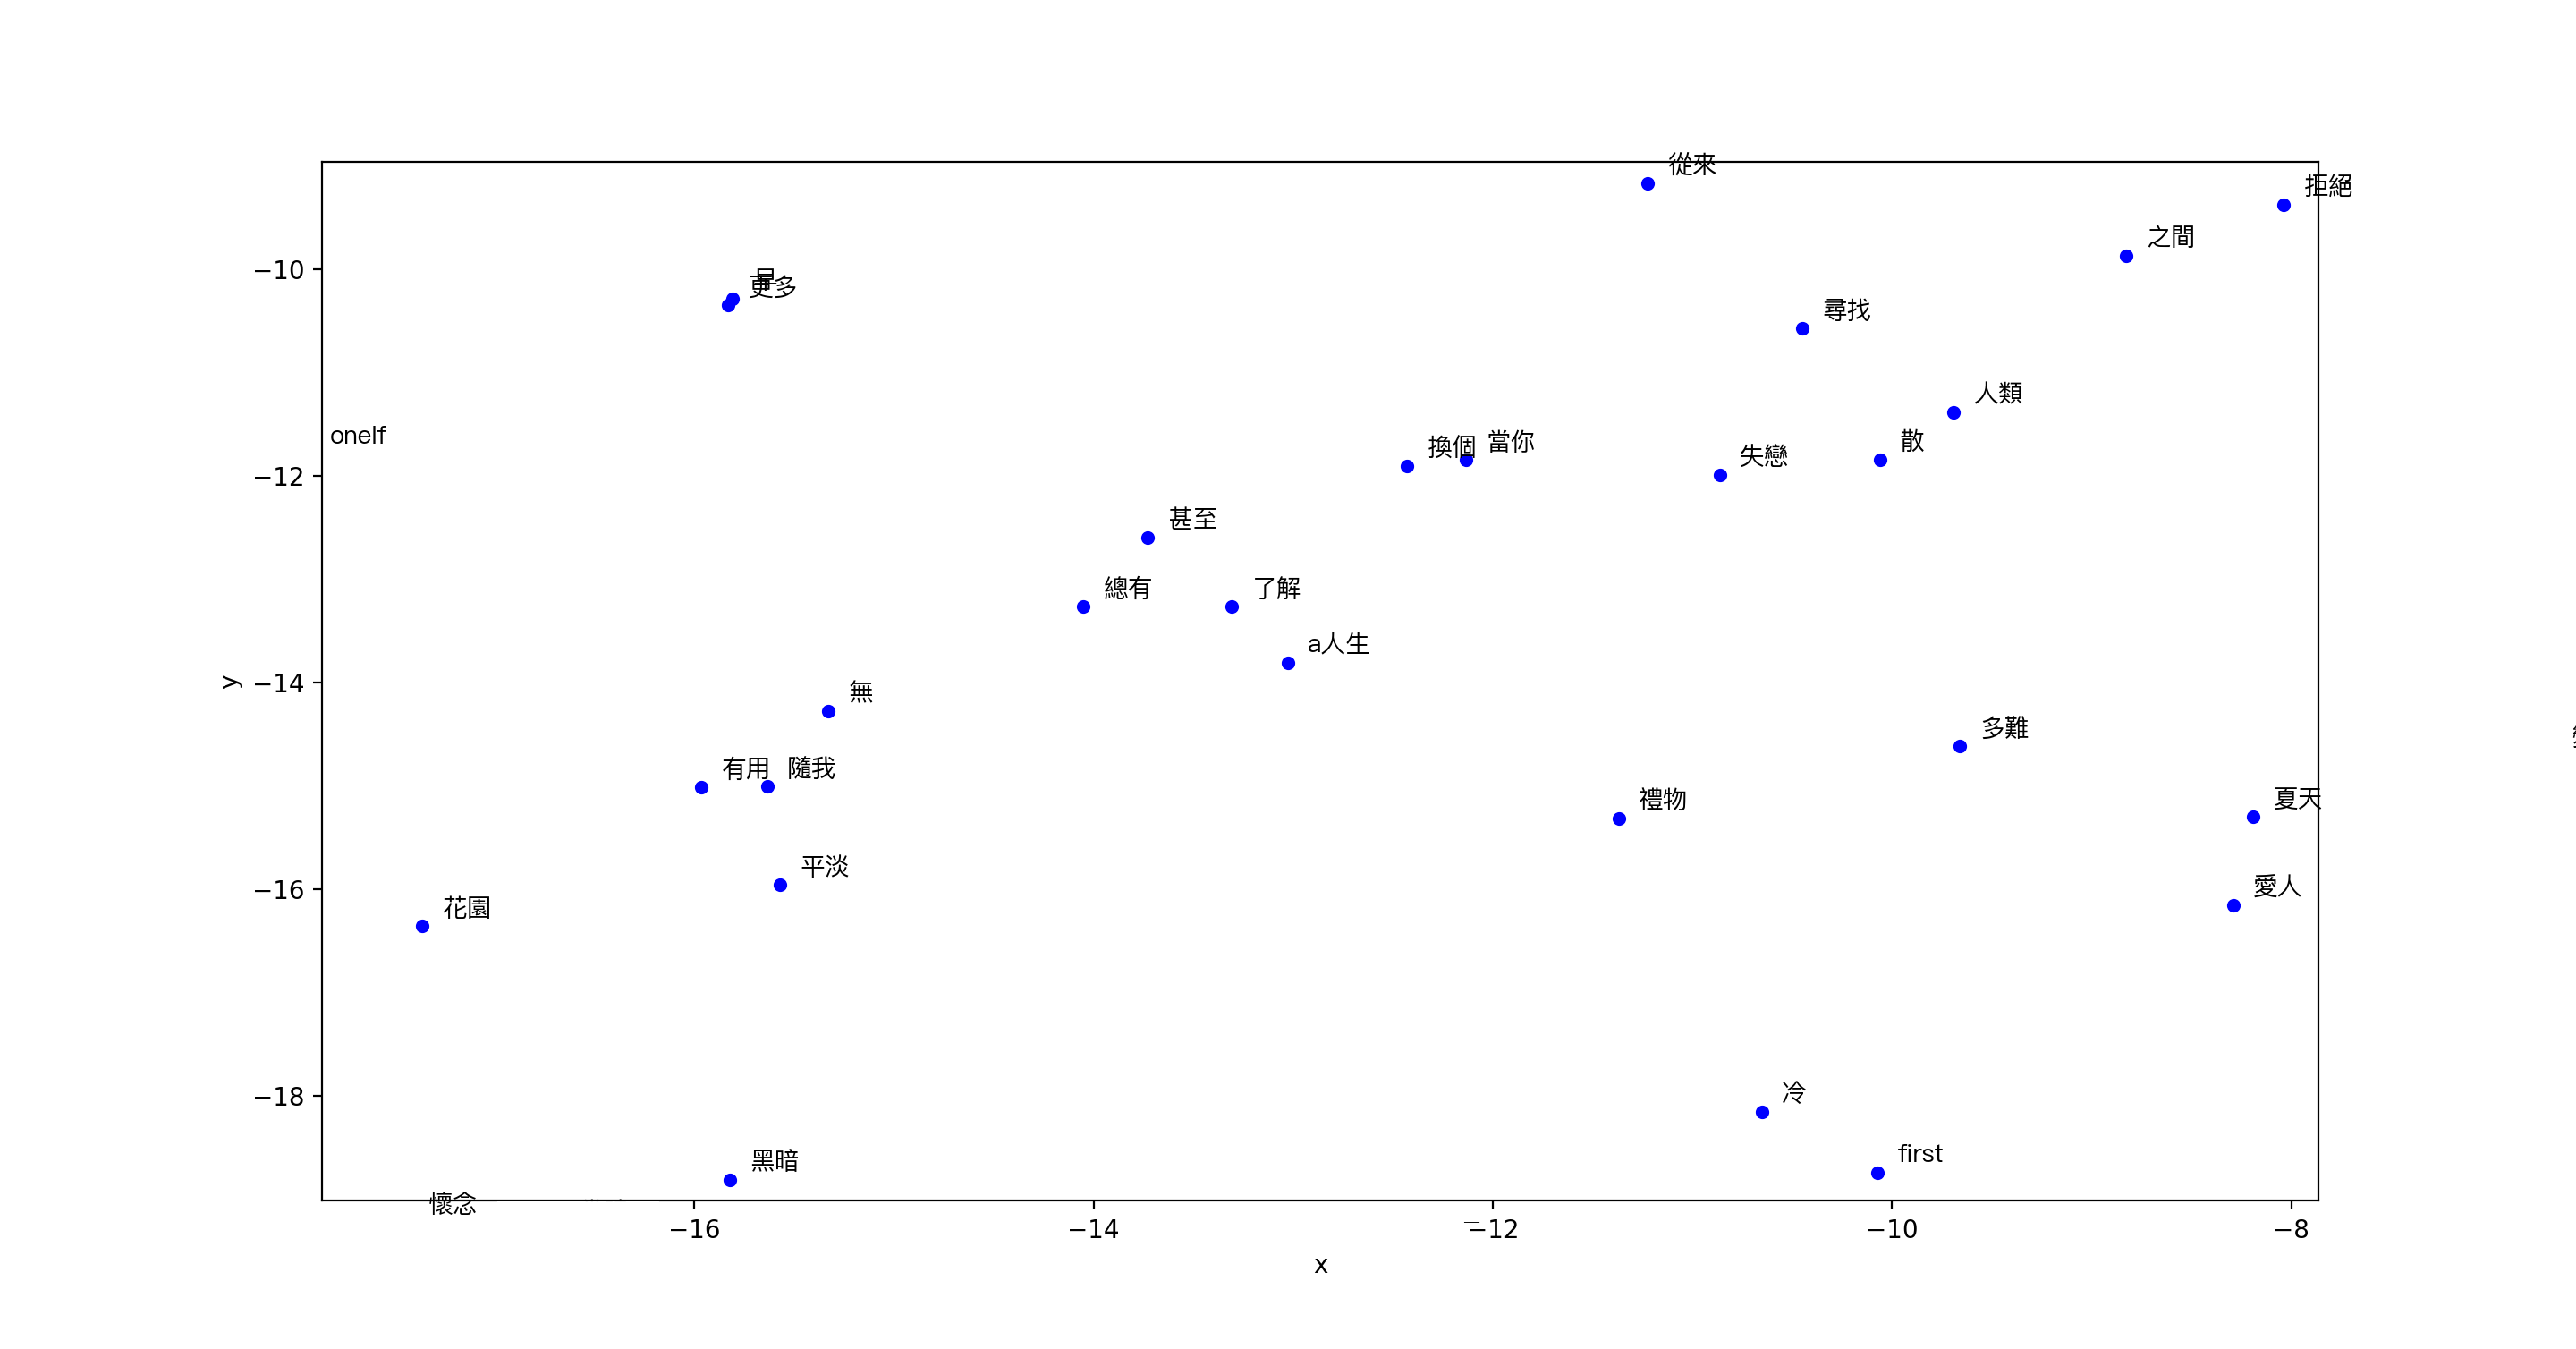 從來
拒絕
之間
−10
更多
尋找
人類
onelf
換個
當你
失戀
散
−12
甚至
總有
了解
a人生
y
−14
無
多難
有用
隨我
禮物
夏天
平淡
−16
愛人
花園
冷
−18
first
黑暗
懷念
−16
−14
−12
−10
−8
x